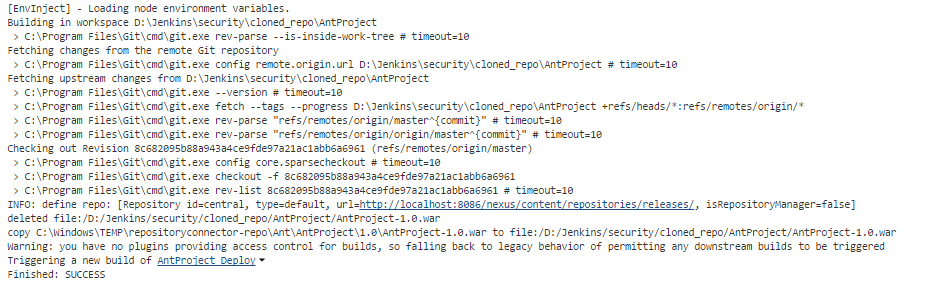 [EnvInject] - Loading node environment variables.
Building in workspace D:\Jenkins\security\cloned_repo\AntProject
 > C:\Program Files\Git\cmd\git.exe rev-parse --is-inside-work-tree # timeout=10
Fetching changes from the remote Git repository
 > C:\Program Files\Git\cmd\git.exe config remote.origin.url D:\Jenkins\security\cloned_repo\AntProject # timeout=10
Fetching upstream changes from D:\Jenkins\security\cloned_repo\AntProject
 > C:\Program Files\Git\cmd\git.exe --version # timeout=10
 > C:\Program Files\Git\cmd\git.exe fetch --tags --progress D:\Jenkins\security\cloned_repo\AntProject +refs/heads/*:refs/remotes/origin/*
 > C:\Program Files\Git\cmd\git.exe rev-parse "refs/remotes/origin/master^{commit}" # timeout=10
 > C:\Program Files\Git\cmd\git.exe rev-parse "refs/remotes/origin/origin/master^{commit}" # timeout=10
Checking out Revision 8c682095b88a943a4ce9fde97a21ac1abb6a6961 (refs/remotes/origin/master)
 > C:\Program Files\Git\cmd\git.exe config core.sparsecheckout # timeout=10
 > C:\Program Files\Git\cmd\git.exe checkout -f 8c682095b88a943a4ce9fde97a21ac1abb6a6961
 > C:\Program Files\Git\cmd\git.exe rev-list 8c682095b88a943a4ce9fde97a21ac1abb6a6961 # timeout=10
INFO: define repo: [Repository id=central, type=default, url=http://localhost:8086/nexus/content/repositories/releases/, isRepositoryManager=false]
deleted file:/D:/Jenkins/security/cloned_repo/AntProject/AntProject-1.0.war
copy C:\Windows\TEMP\repositoryconnector-repo\Ant\AntProject\1.0\AntProject-1.0.war to file:/D:/Jenkins/security/cloned_repo/AntProject/AntProject-1.0.war
Warning: you have no plugins providing access control for builds, so falling back to legacy behavior of permitting any downstream builds to be triggered
Triggering a new build of AntProject Deploy
Finished: SUCCESS